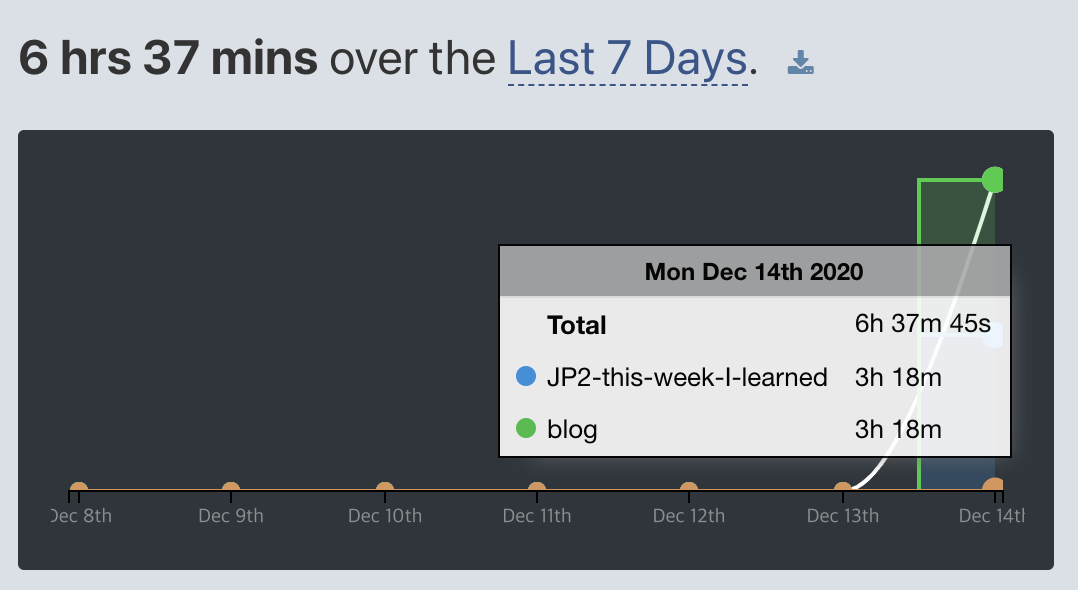 6 hrs 37 mins over the Last 7 Days.
Mon Dec 14th 2020
Total 6h 37m 45s
JP2-this-week-I-learned 3h 18m
blog 3h 18m
Dec 8th Dec 9th Dec 10th Dec 11th Dec 12th Dec 13th Dec 14th